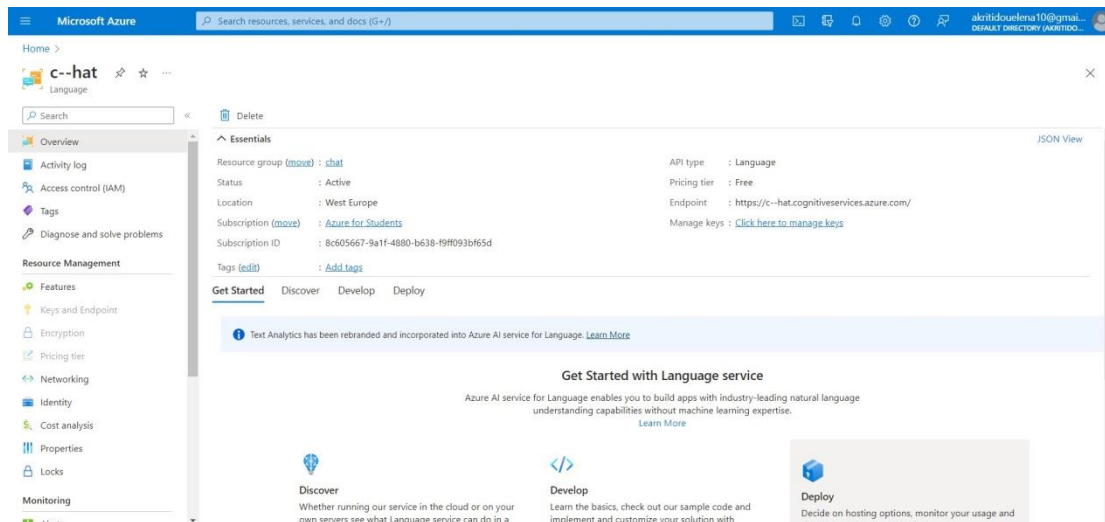 Microsoft Azure
Search resources, services, and docs (G+/)
akritidouelena10@gmai...
DEFAULT DIRECTORY (AKRITIDO...
Home >
c--hat
Language
Search
Delete
Overview
Activity log
Access control (IAM)
Tags
Diagnose and solve problems
Resource Management
Features
Keys and Endpoint
Encryption
Pricing tier
Networking
Identity
Cost analysis
Properties
Locks
Monitoring
Essentials
JSON View
Resource group (move) : chat
Status : Active
Location : West Europe
Subscription (move) : Azure for Students
Subscription ID : 8c605667-9a1f-4880-b638-f9ff093bf65d
Tags (edit) : Add tags
API type : Language
Pricing tier : Free
Endpoint : https://c--hat.cognitiveservices.azure.com/
Manage keys : Click here to manage keys
Get Started Discover Develop Deploy
Text Analytics has been rebranded and incorporated into Azure AI service for Language. Learn More
Get Started with Language service
Azure AI service for Language enables you to build apps with industry-leading natural language
understanding capabilities without machine learning expertise.
Learn More
Discover
Whether running our service in the cloud or on your
own servers see what Language service can do in a
Develop
Learn the basics, check out our sample code and
implement and customize your solution with
Deploy
Decide on hosting options, monitor your usage and